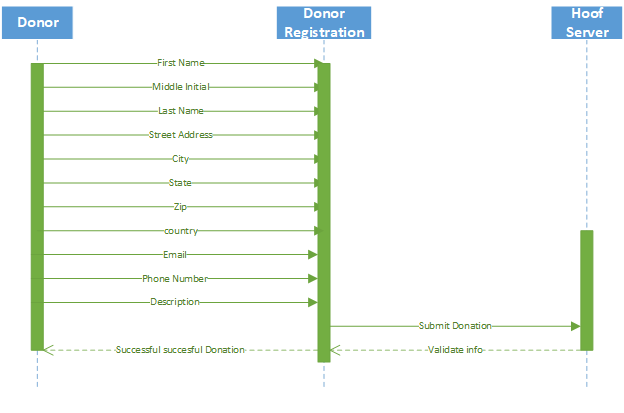 Donor
Donor
Registration
Hoof
Server
First Name
Middle Initial
Last Name
Street Address
City
State
Zip
country
Email
Phone Number
Description
Submit Donation
Successful succesful Donation
Validate info